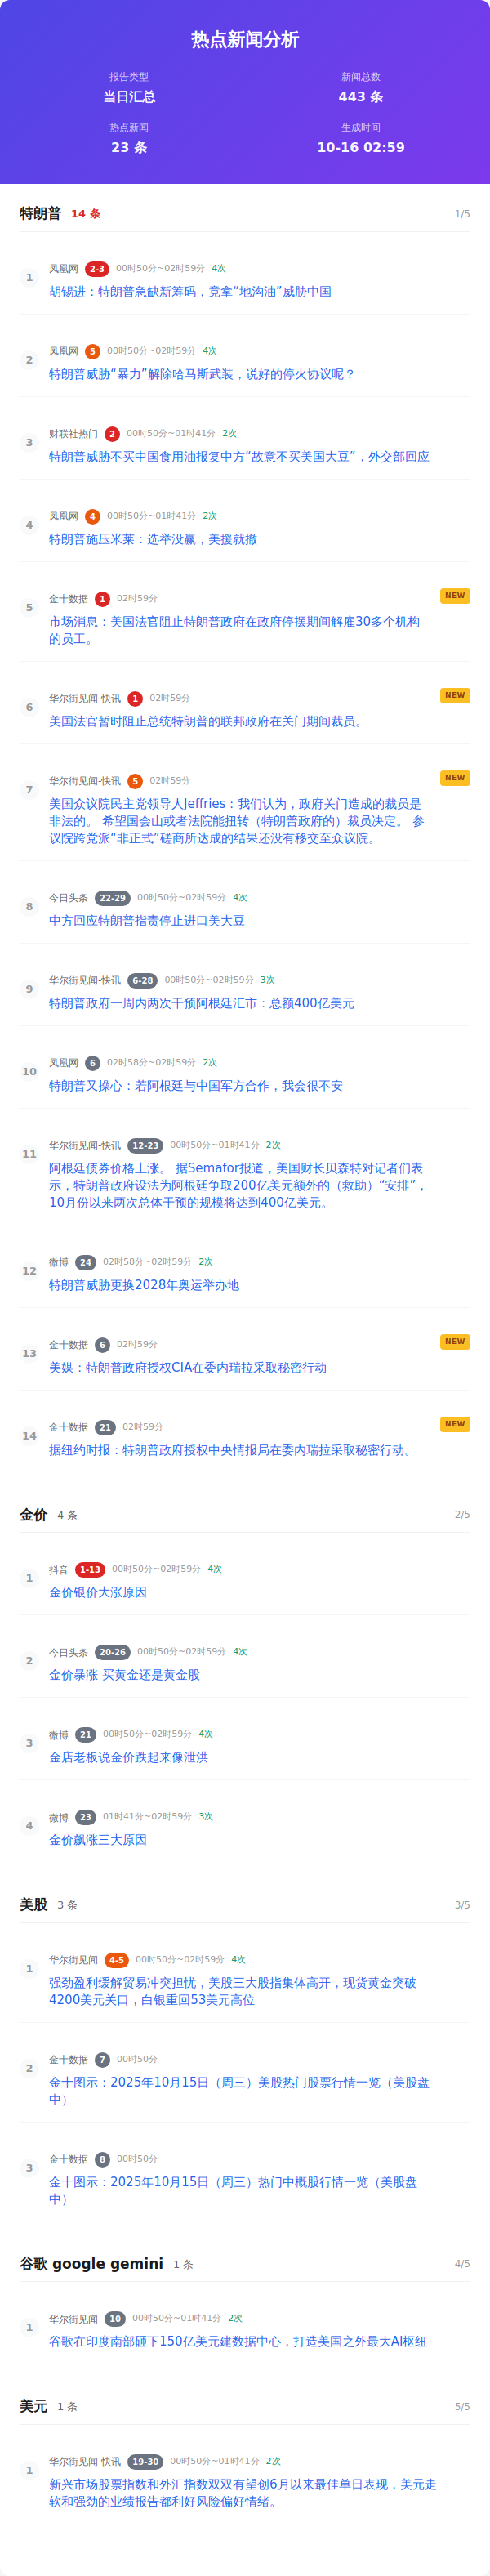 热点新闻分析
报告类型
当日汇总
新闻总数
443 条
热点新闻
23 条
生成时间
10-16 02:59
特朗普 14 条 1/5
1
凤凰网 2-3 00时50分~02时59分 4次
胡锡进：特朗普急缺新筹码，竟拿“地沟油”威胁中国
2
凤凰网 5 00时50分~02时59分 4次
特朗普威胁“暴力”解除哈马斯武装，说好的停火协议呢？
3
财联社热门 2 00时50分~01时41分 2次
特朗普威胁不买中国食用油报复中方“故意不买美国大豆”，外交部回应
4
凤凰网 4 00时50分~01时41分 2次
特朗普施压米莱：选举没赢，美援就撤
5
金十数据 1 02时59分 NEW
市场消息：美国法官阻止特朗普政府在政府停摆期间解雇30多个机构
的员工。
6
华尔街见闻-快讯 1 02时59分 NEW
美国法官暂时阻止总统特朗普的联邦政府在关门期间裁员。
7
华尔街见闻-快讯 5 02时59分 NEW
美国众议院民主党领导人Jeffries：我们认为，政府关门造成的裁员是
非法的。 希望国会山或者法院能扭转（特朗普政府的）裁员决定。 参
议院跨党派“非正式”磋商所达成的结果还没有移交至众议院。
8
今日头条 22-29 00时50分~02时59分 4次
中方回应特朗普指责停止进口美大豆
9
华尔街见闻-快讯 6-28 00时50分~02时59分 3次
特朗普政府一周内两次干预阿根廷汇市：总额400亿美元
10
凤凰网 6 02时58分~02时59分 2次
特朗普又操心：若阿根廷与中国军方合作，我会很不安
11
华尔街见闻-快讯 12-23 00时50分~01时41分 2次
阿根廷债券价格上涨。 据Semafor报道，美国财长贝森特对记者们表
示，特朗普政府设法为阿根廷争取200亿美元额外的（救助）“安排”，
10月份以来两次总体干预的规模将达到400亿美元。
12
微博 24 02时58分~02时59分 2次
特朗普威胁更换2028年奥运举办地
13
金十数据 6 02时59分 NEW
美媒：特朗普政府授权CIA在委内瑞拉采取秘密行动
14
金十数据 21 02时59分 NEW
据纽约时报：特朗普政府授权中央情报局在委内瑞拉采取秘密行动。
金价 4 条 2/5
1
抖音 1-13 00时50分~02时59分 4次
金价银价大涨原因
2
今日头条 20-26 00时50分~02时59分 4次
金价暴涨 买黄金还是黄金股
3
微博 21 00时50分~02时59分 4次
金店老板说金价跌起来像泄洪
4
微博 23 01时41分~02时59分 3次
金价飙涨三大原因
美股 3 条 3/5
1
华尔街见闻 4-5 00时50分~02时59分 4次
强劲盈利缓解贸易冲突担忧，美股三大股指集体高开，现货黄金突破
4200美元关口，白银重回53美元高位
2
金十数据 7 00时50分
金十图示：2025年10月15日（周三）美股热门股票行情一览（美股盘
中）
3
金十数据 8 00时50分
金十图示：2025年10月15日（周三）热门中概股行情一览（美股盘
中）
谷歌 google gemini 1 条 4/5
1
华尔街见闻 10 00时50分~01时41分 2次
谷歌在印度南部砸下150亿美元建数据中心，打造美国之外最大AI枢纽
美元 1 条 5/5
1
华尔街见闻-快讯 19-30 00时50分~01时41分 2次
新兴市场股票指数和外汇指数双双有望创6月以来最佳单日表现，美元走
软和强劲的业绩报告都利好风险偏好情绪。